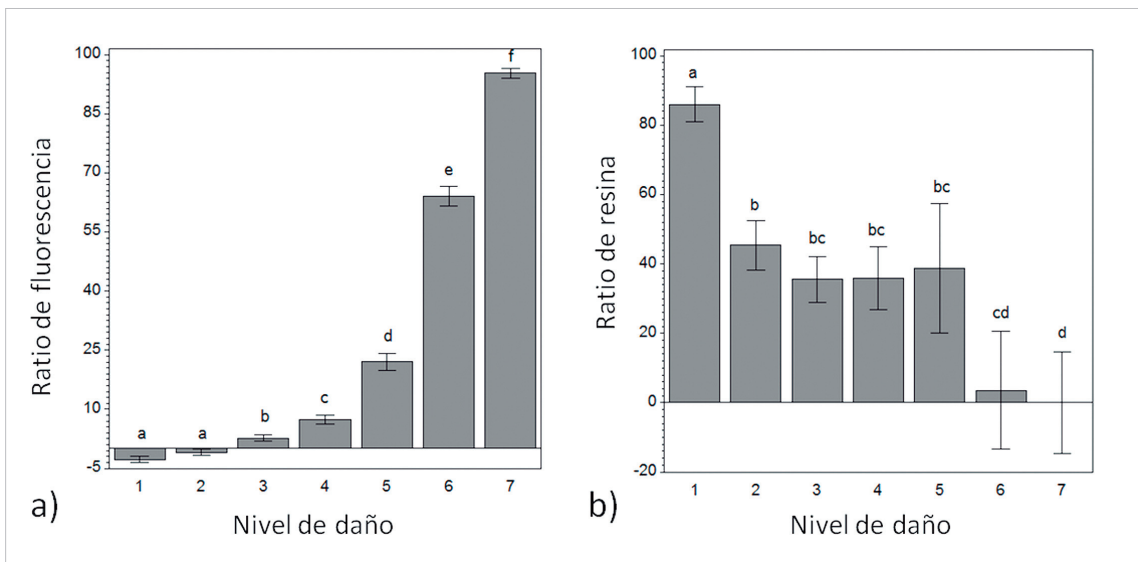 Ratio de fluorescencia
100
85
70
55
40
25
10
-5
a
a
b
c
d
e
f
1 2 3 4 5 6 7
a)
Nivel de daño
Ratio de resina
100
80
60
40
20
0
-20
a
b
bc
bc
bc
cd
d
1 2 3 4 5 6 7
b)
Nivel de daño